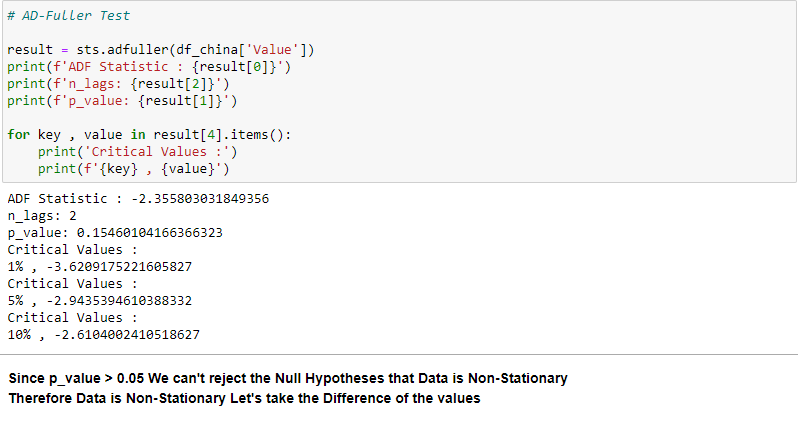 # AD-Fuller Test
result = sts.adfuller(df_china['Value'])
print(f'ADF Statistic : {result[0]}')
print(f'n_lags: {result[2]}')
print(f'p_value: {result[1]}')
for key , value in result[4].items():
    print('Critical Values :')
    print(f'{key} , {value}')
ADF Statistic : -2.355803031849356
n_lags: 2
p_value: 0.15460104166366323
Critical Values :
1% , -3.6209175221605827
Critical Values :
5% , -2.9435394610388332
Critical Values :
10% , -2.6104002410518627
Since p_value > 0.05 We can't reject the Null Hypotheses that Data is Non-Stationary
Therefore Data is Non-Stationary Let's take the Difference of the values